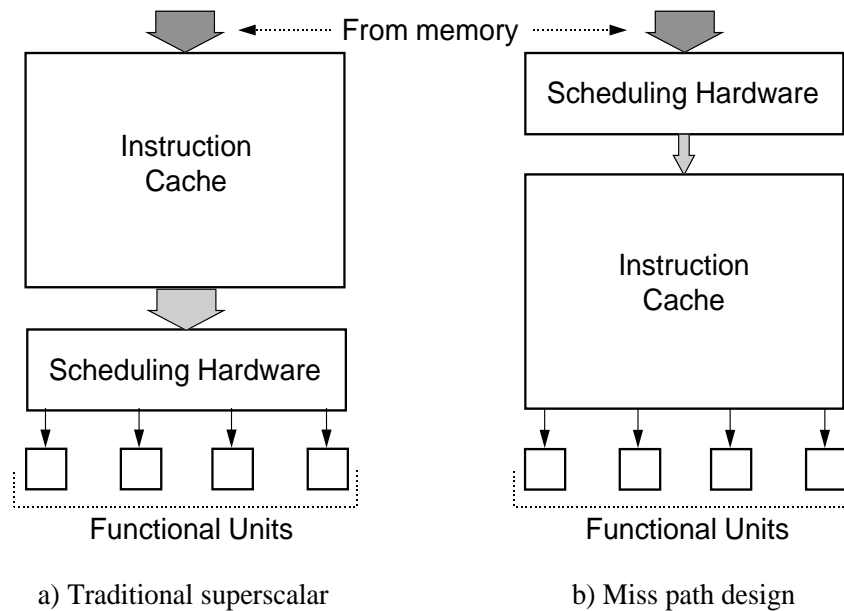 From memory
Instruction
Cache
Scheduling Hardware
Functional Units
a) Traditional superscalar
Scheduling Hardware
Instruction
Cache
Functional Units
b) Miss path design